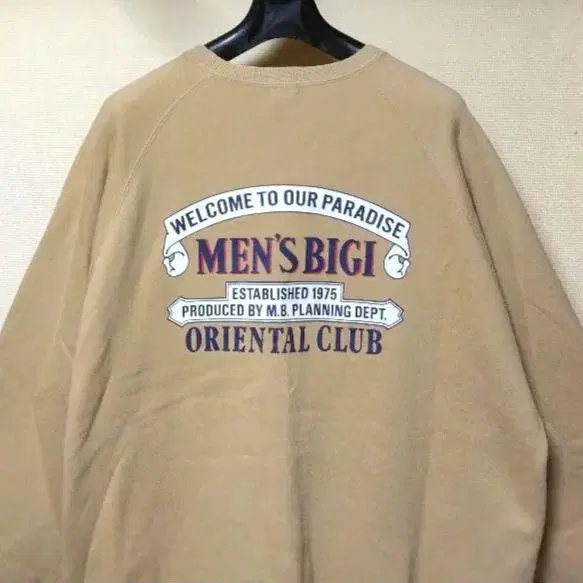 WELCOME TO OUR PARADISE
MEN'S BIGI
ESTABLISHED 1975
PRODUCED BY M.B. PLANNING DEPT.
ORIENTAL CLUB